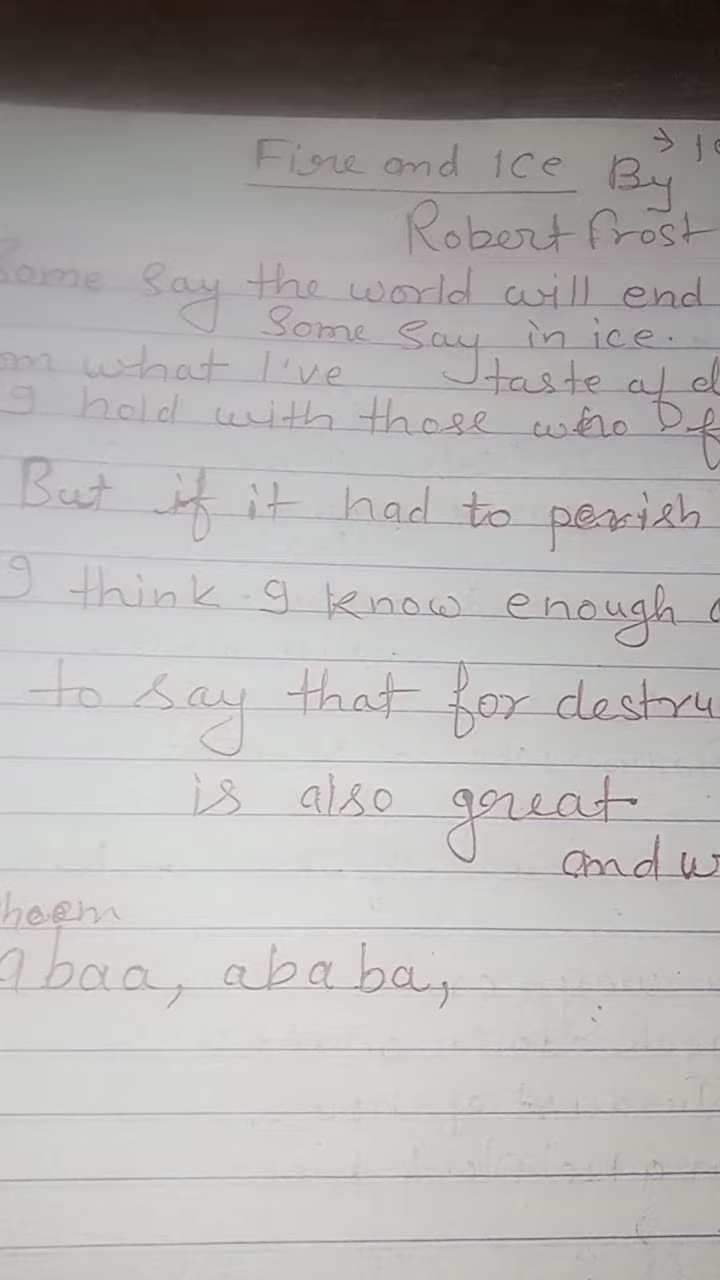 Fire and Ice By
Robert frost
Some say the world will end
Some say in ice.
what I've taste of
I hold with those who
But if it had to perish
I think I know enough
to say that for destru
is also great
and w
abaa, ababa,